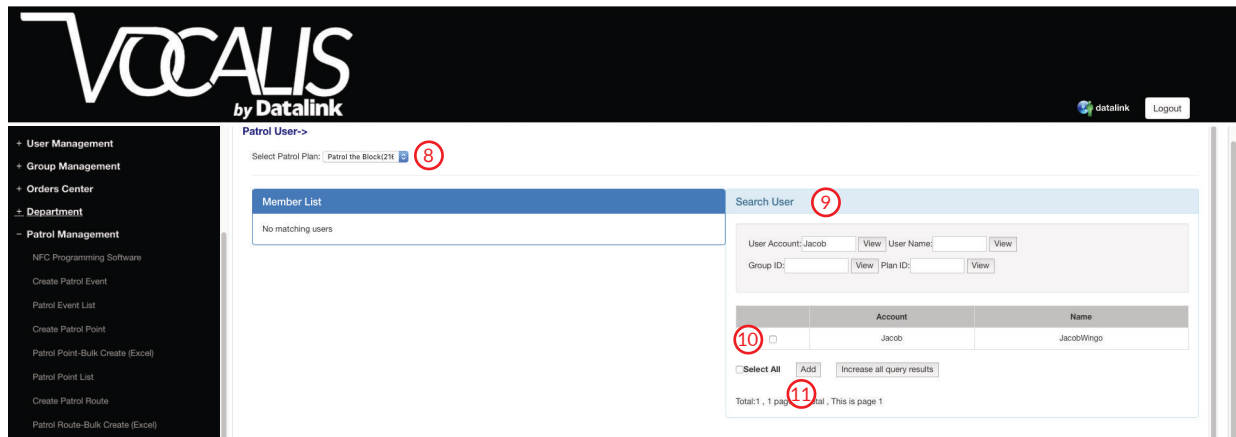 VOCALIS
by Datalink
datalink Logout
+ User Management
+ Group Management
+ Orders Center
+ Department
− Patrol Management
NFC Programming Software
Create Patrol Event
Patrol Event List
Create Patrol Point
Patrol Point-Bulk Create (Excel)
Patrol Point List
Create Patrol Route
Patrol Route-Bulk Create (Excel)
Patrol User->
Select Patrol Plan: Patrol the Block(216 8
Member List
No matching users
Search User 9
User Account: Jacob View User Name: View
Group ID: View Plan ID: View
Account Name
10 Jacob JacobWingo
Select All Add Increase all query results
11
Total:1 , 1 , This is page 1